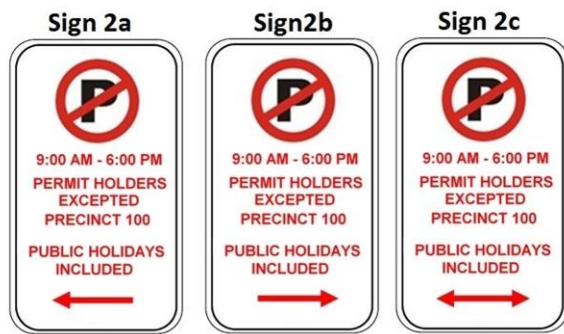 Sign 2a
P
9:00 AM - 6:00 PM
PERMIT HOLDERS
EXCEPTED
PRECINCT 100
PUBLIC HOLIDAYS
INCLUDED
Sign2b
P
9:00 AM - 6:00 PM
PERMIT HOLDERS
EXCEPTED
PRECINCT 100
PUBLIC HOLIDAYS
INCLUDED
Sign 2c
P
9:00 AM - 6:00 PM
PERMIT HOLDERS
EXCEPTED
PRECINCT 100
PUBLIC HOLIDAYS
INCLUDED